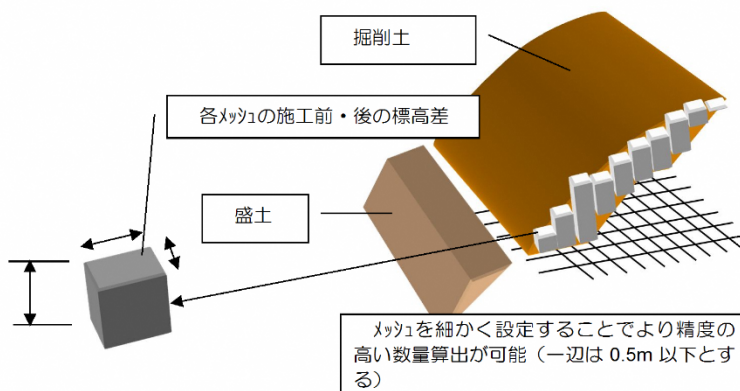 掘削土
各ﾒｯｼｭの施工前・後の標高差
盛土
ﾒｯｼｭを細かく設定することでより精度の
高い数量算出が可能（一辺は 0.5m 以下とす
る）